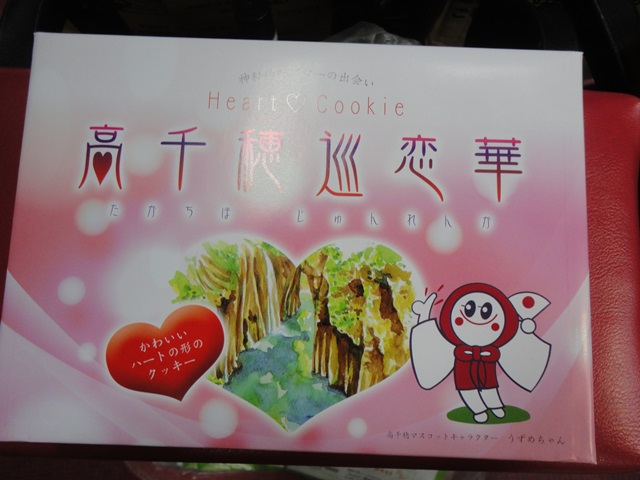 の出会い
Heart♡Cookie
高千穂巡恋華
たかちほ じゅんれんか
かわいい
ハートの形の
クッキー
高千穂マスコットキャラクター うずめちゃん